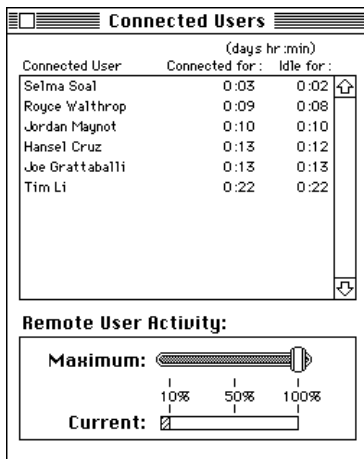 Connected Users
(days hr:min)
Connected User Connected for: Idle for:
Selma Soal 0:03 0:02
Royce Walthrop 0:09 0:08
Jordan Maynot 0:10 0:10
Hansel Cruz 0:13 0:12
Joe Grattaballi 0:13 0:13
Tim Li 0:22 0:22
Remote User Activity:
Maximum:
10% 50% 100%
Current: